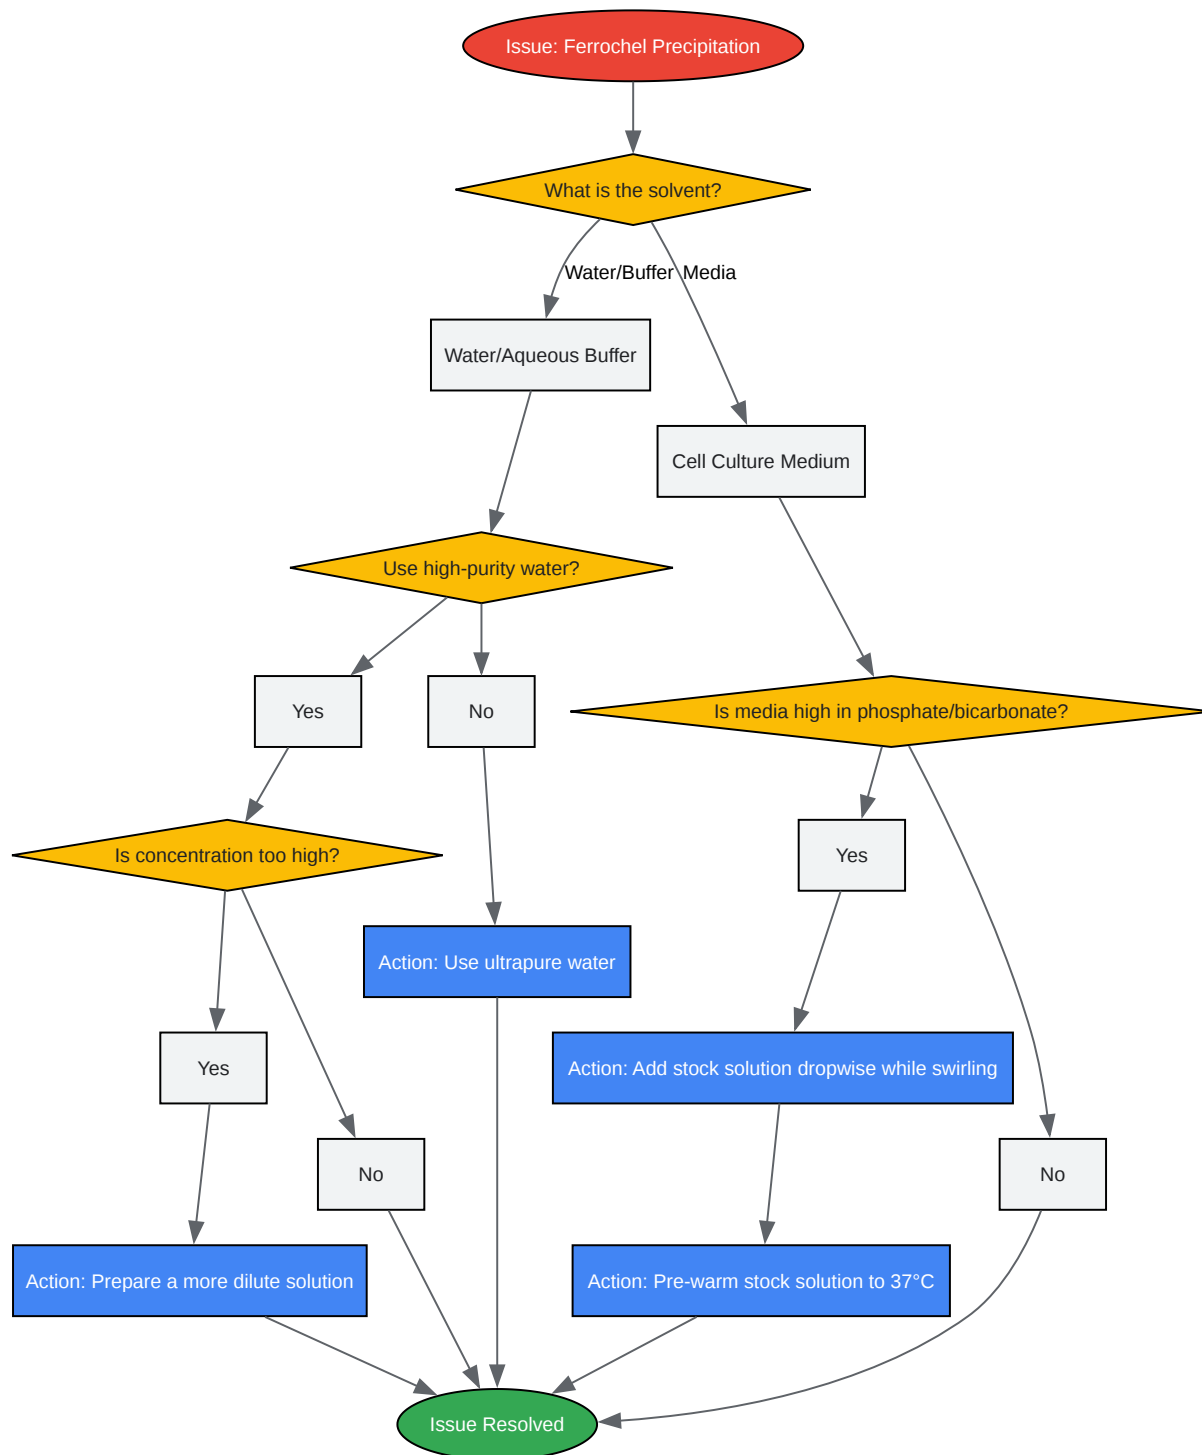 Issue: Ferrochel Precipitation
What is the solvent?
Water/Buffer
Media
Water/Aqueous Buffer
Cell Culture Medium
Use high-purity water?
Yes
No
Is media high in phosphate/bicarbonate?
Is concentration too high?
Yes
Action: Use ultrapure water
Yes
Action: Add stock solution dropwise while swirling
No
No
Action: Prepare a more dilute solution
Action: Pre-warm stock solution to 37°C
Issue Resolved